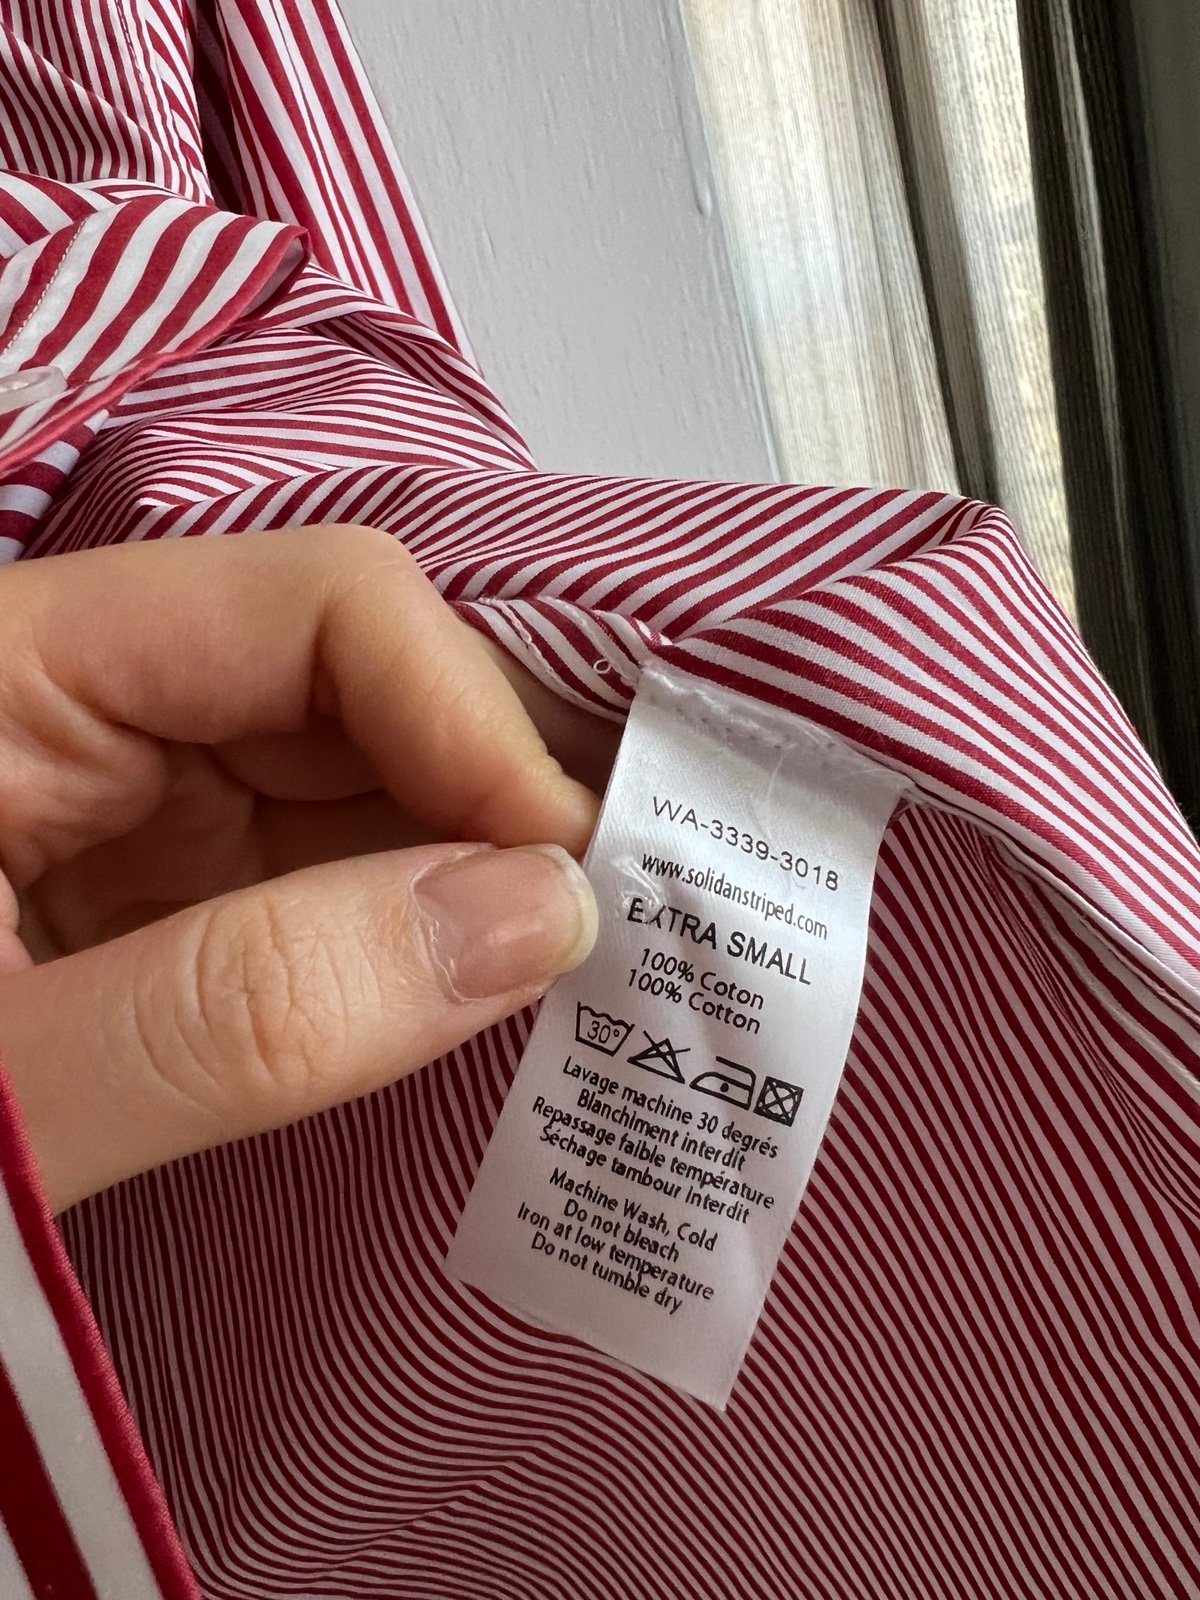 WA-3339-3018
www.solidanstriped.com
EXTRA SMALL
100% Coton
100% Cotton
30°
Lavage machine 30 degrés
Blanchiment interdit
Repassage faible température
Séchage tambour Interdit
Machine Wash, Cold
Do not bleach
Iron at low temperature
Do not tumble dry